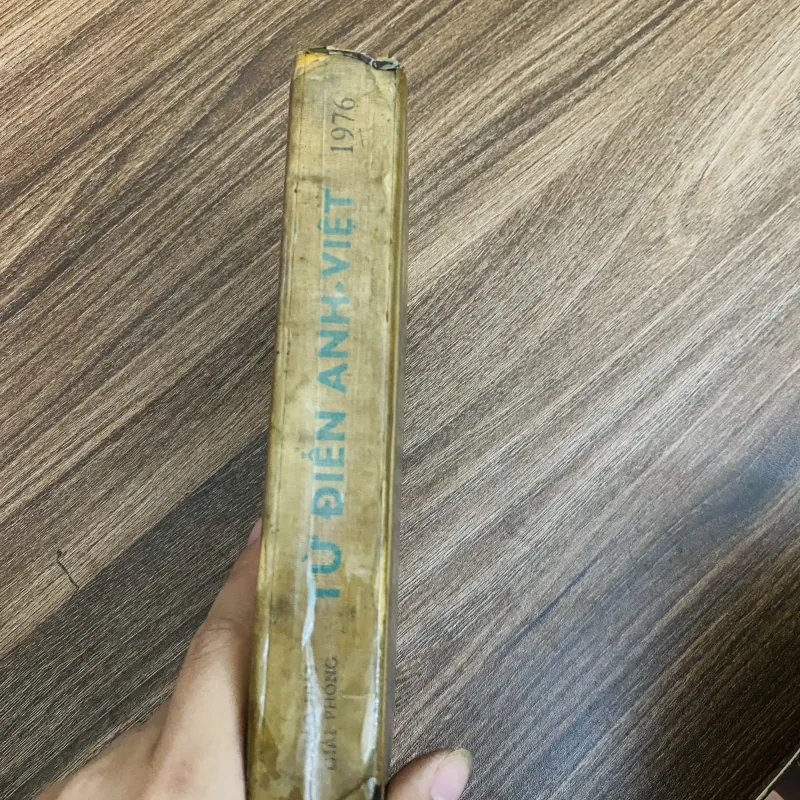 GIẢI PHÓNG
TỪ ĐIỂN ANH-VIỆT
1976